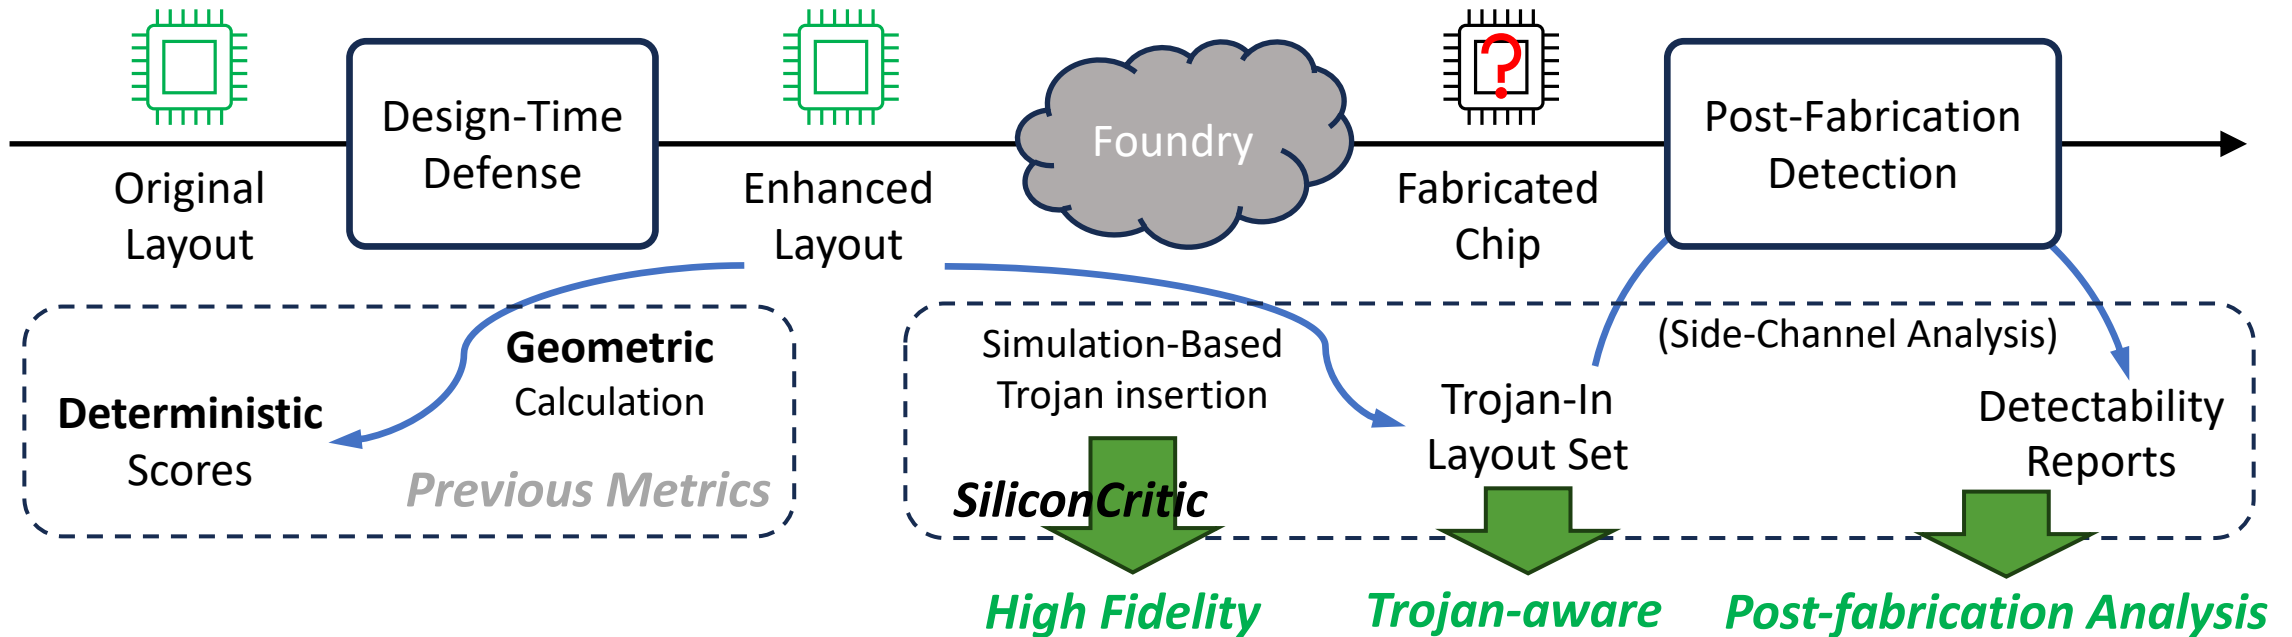 Design-Time
Defense
Foundry
?
Post-Fabrication
Detection
Original
Layout
Enhanced
Layout
Fabricated
Chip
Geometric
Calculation
Deterministic
Scores
Previous Metrics
Simulation-Based
Trojan insertion
SiliconCritic
(Side-Channel Analysis)
Trojan-In
Layout Set
Detectability
Reports
High Fidelity
Trojan-aware
Post-fabrication Analysis